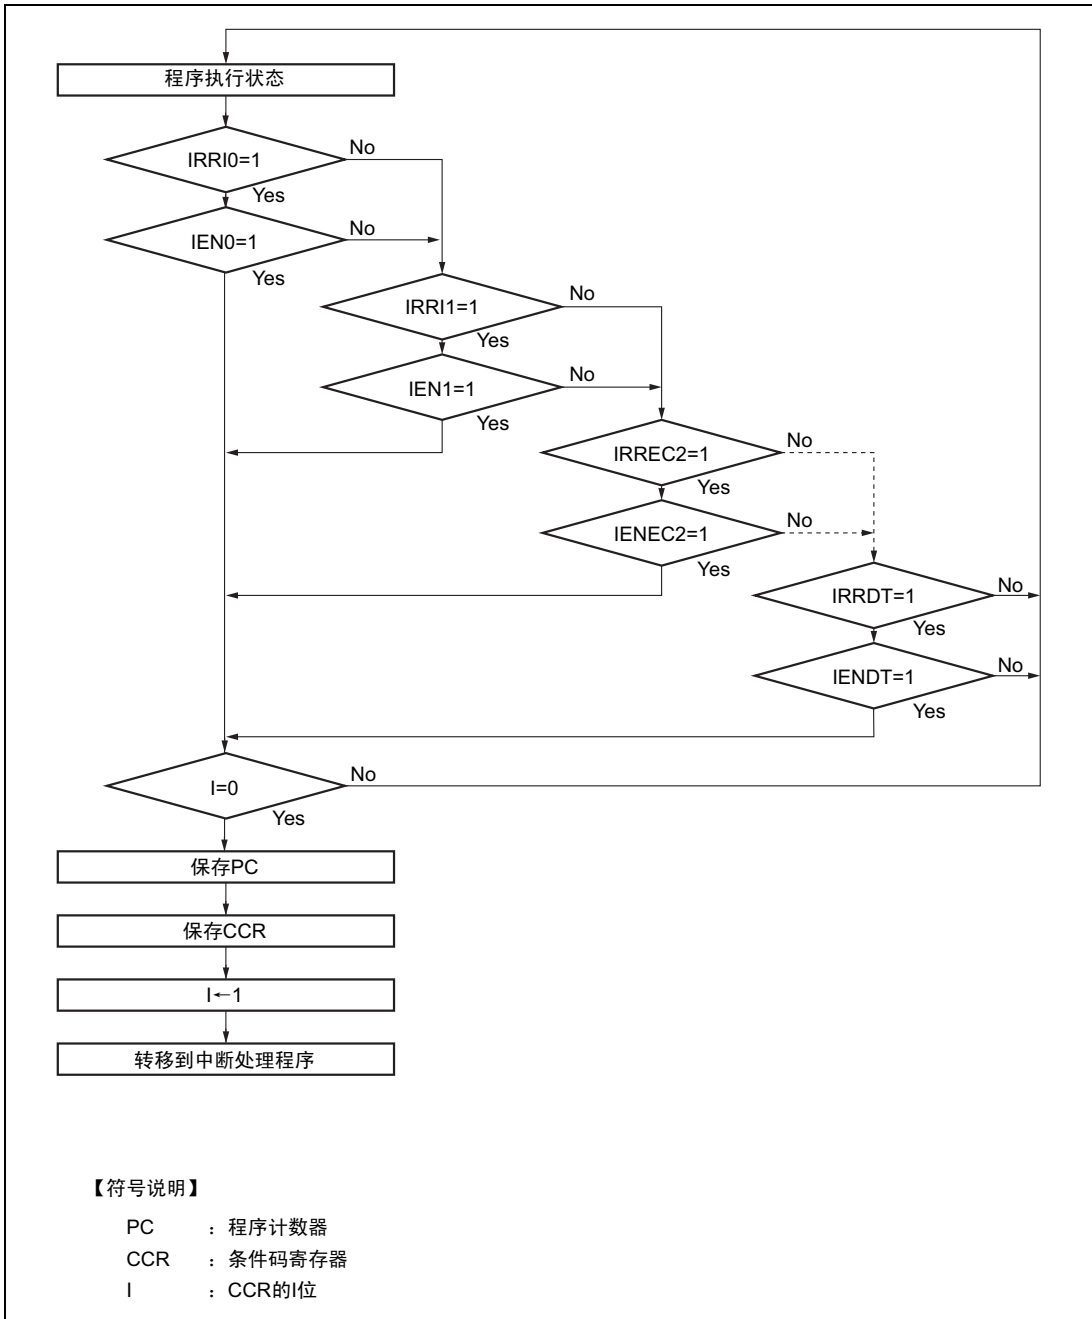 程序执行状态
IRRI0=1
No
Yes
IEN0=1
No
Yes
IRRI1=1
No
Yes
IEN1=1
No
Yes
IRREC2=1
No
Yes
IENEC2=1
No
Yes
IRRDT=1
No
Yes
IENDT=1
No
Yes
I=0
No
Yes
保存PC
保存CCR
I←1
转移到中断处理程序
【符号说明】
PC ：程序计数器
CCR ：条件码寄存器
I ：CCR的I位